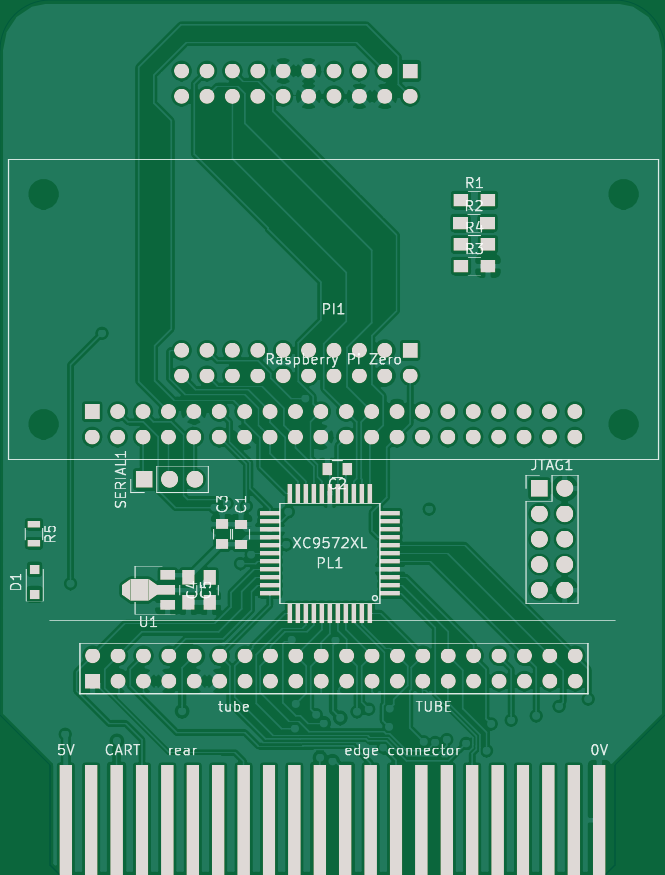 R1
R2
R4
R3
PI1
Raspberry Pi Zero
SERIAL1
C2
JTAG1
C3
C1
R5
XC9572XL
PL1
D1
C4
C5
U1
tube
TUBE
5V
CART
rear
edge connector
0V